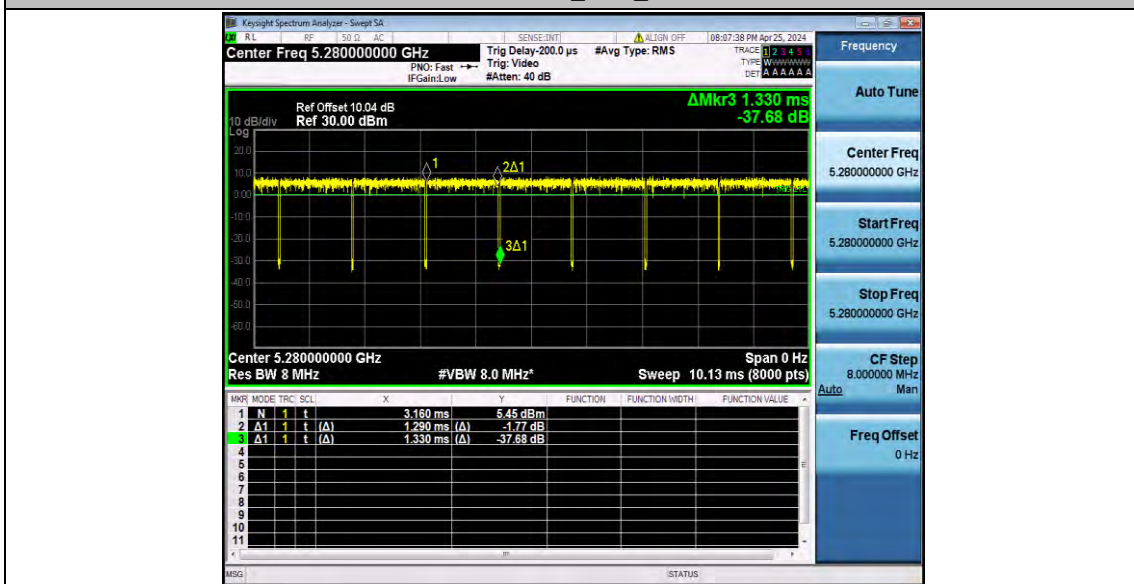 Keysight Spectrum Analyzer - Swept SA
RL RF 50 Ω AC SENSE:INT ALIGN OFF 08:07:38 PM Apr 25, 2024
Center Freq 5.280000000 GHz
PNO: Fast
IFGain:Low
Trig Delay-200.0 µs
Trig: Video
#Atten: 40 dB
#Avg Type: RMS
TRACE 1 2 3 4 5 6
TYPE WWWWWWW
DET A A A A A A
Ref Offset 10.04 dB
10 dB/div Ref 30.00 dBm
Log
ΔMkr3 1.330 ms
-37.68 dB
20.0
10.0
0.00
-10.0
-20.0
-30.0
-40.0
-50.0
-60.0
1
2Δ1
3Δ1
Center 5.280000000 GHz Span 0 Hz
Res BW 8 MHz #VBW 8.0 MHz* Sweep 10.13 ms (8000 pts)
MKR MODE TRC SCL X Y FUNCTION FUNCTION WIDTH FUNCTION VALUE
1 N 1 t 3.160 ms 5.45 dBm
2 Δ1 1 t (Δ) 1.290 ms (Δ) -1.77 dB
3 Δ1 1 t (Δ) 1.330 ms (Δ) -37.68 dB
4
5
6
7
8
9
10
11
MSG STATUS
Frequency
Auto Tune
Center Freq
5.280000000 GHz
Start Freq
5.280000000 GHz
Stop Freq
5.280000000 GHz
CF Step
8.000000 MHz
Auto Man
Freq Offset
0 Hz